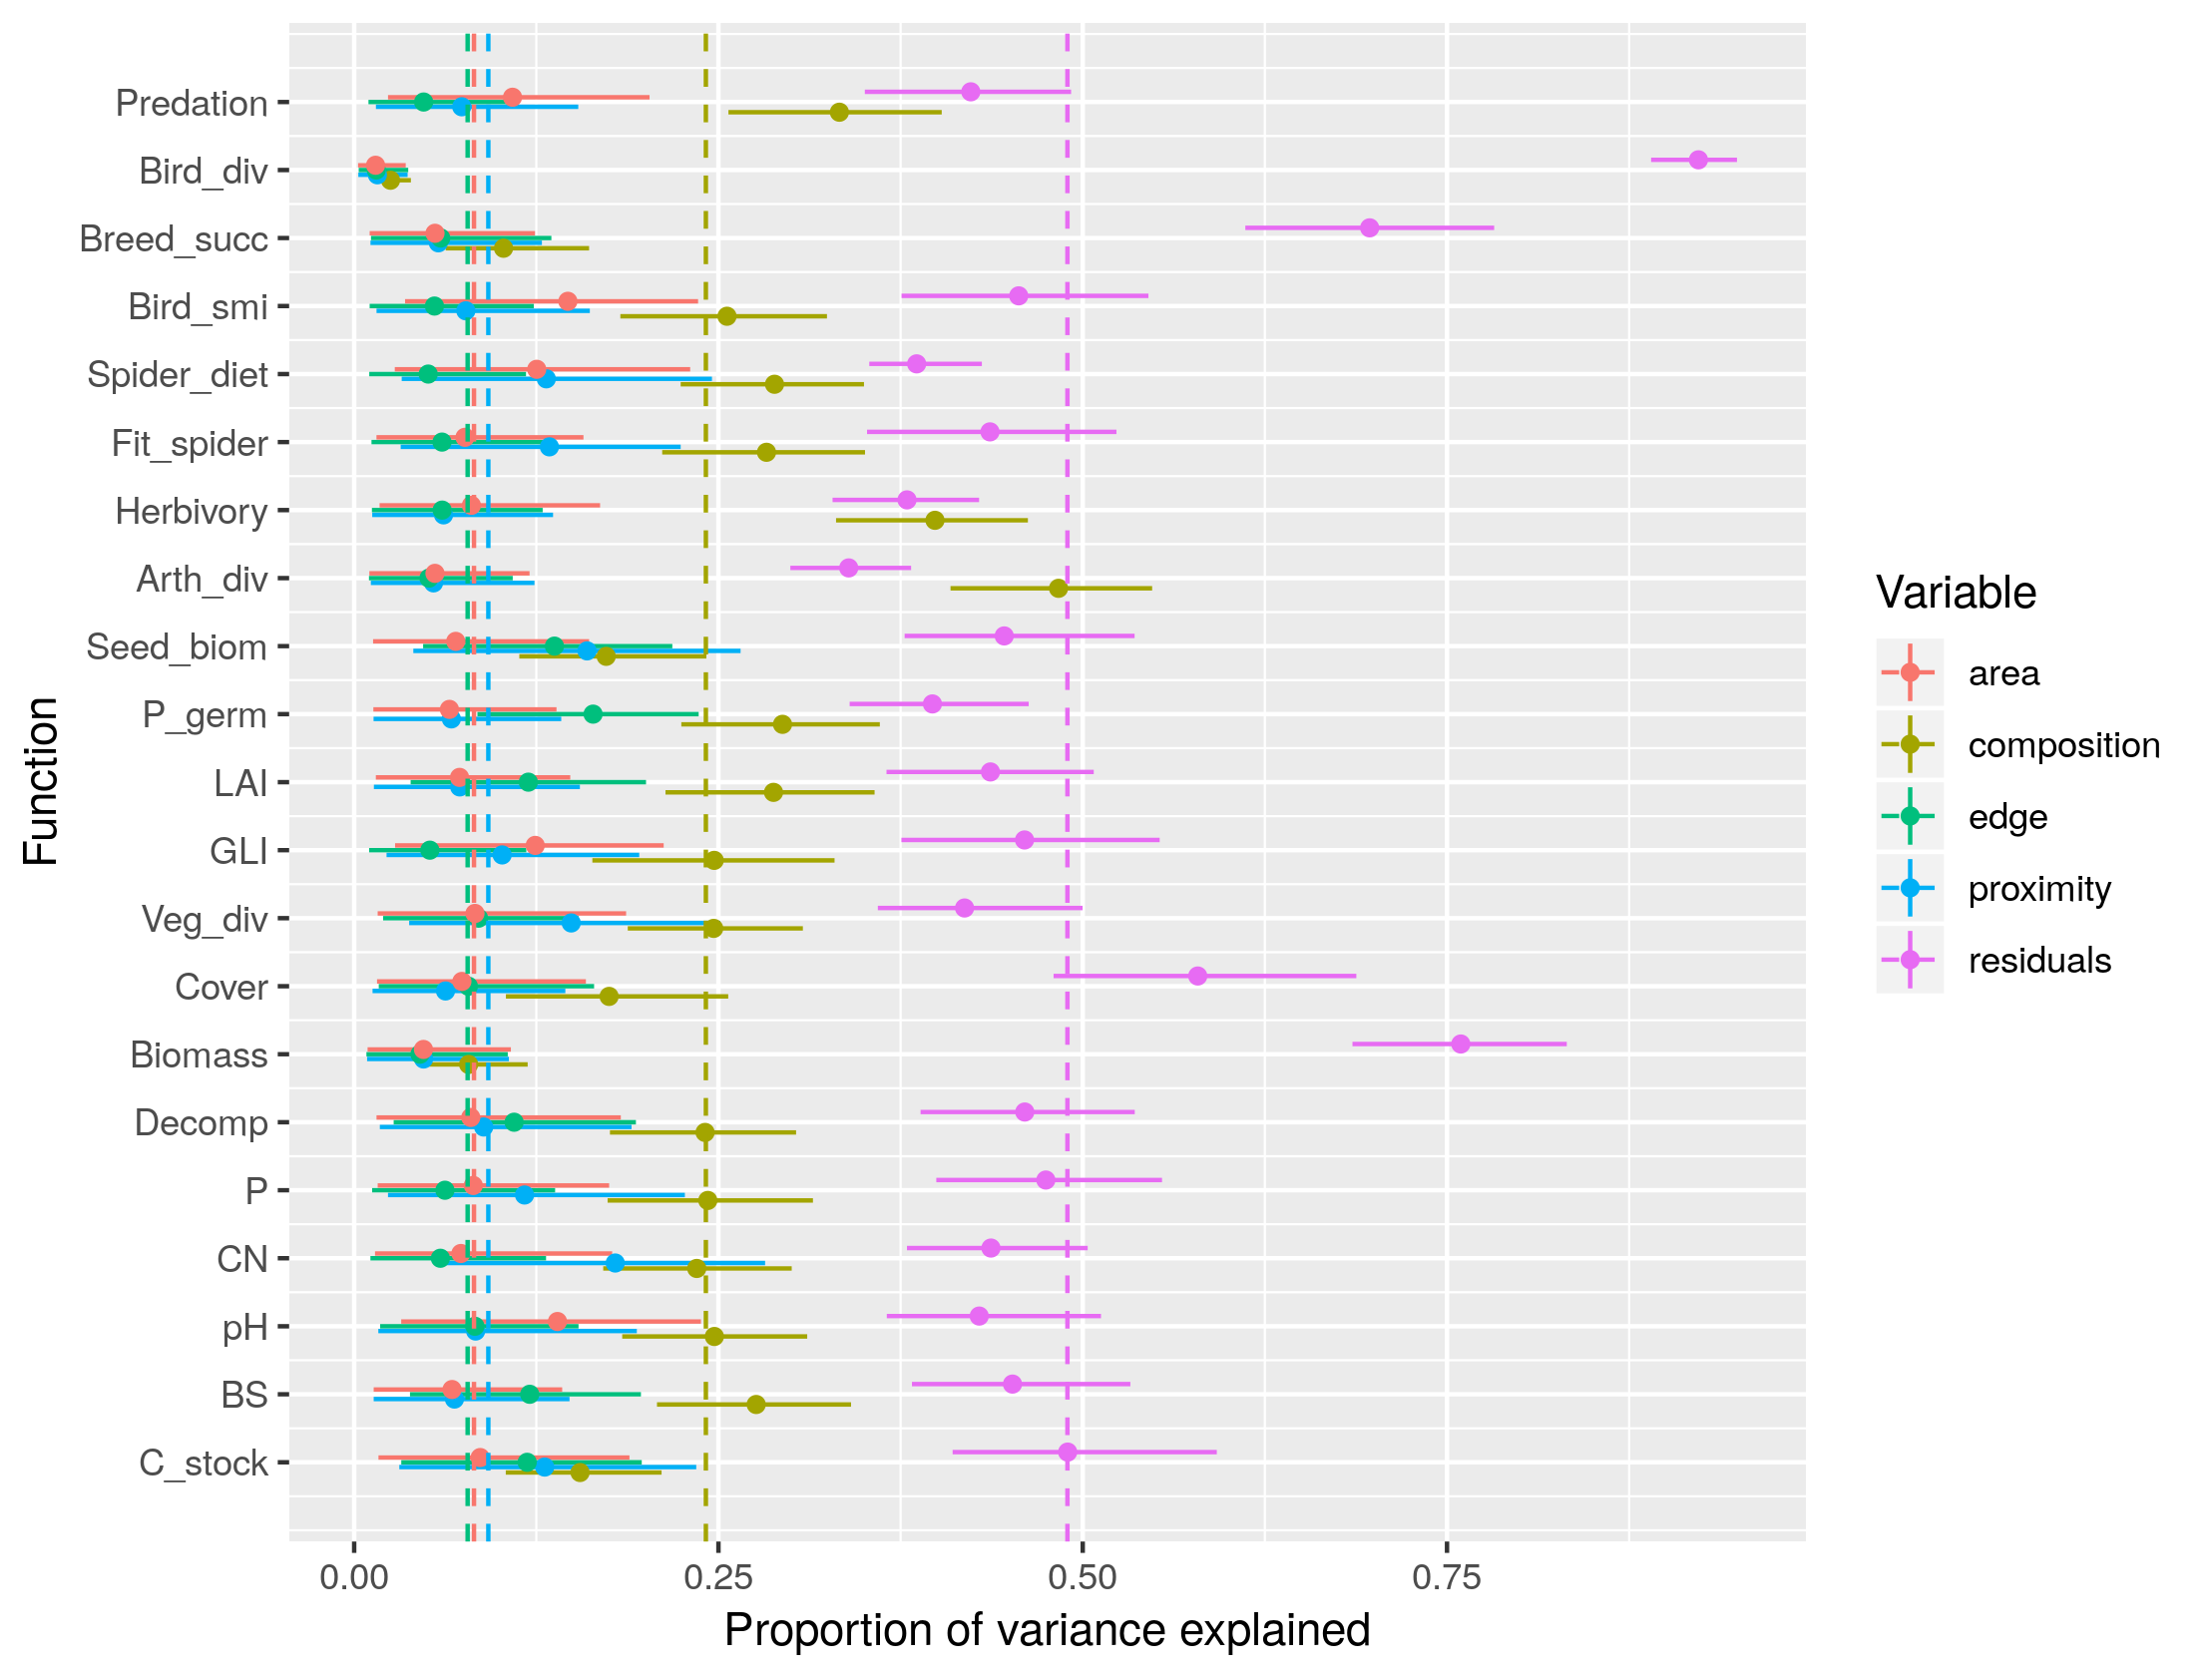 Predation
Bird_div
Breed_succ
Bird_smi
Spider_diet
Fit_spider
Herbivory
Arth_div
Seed_biom
P_germ
LAI
GLI
Veg_div
Cover
Biomass
Decomp
P
CN
pH
BS
C_stock
Function
0.00 0.25 0.50 0.75
Proportion of variance explained
Variable
area
composition
edge
proximity
residuals